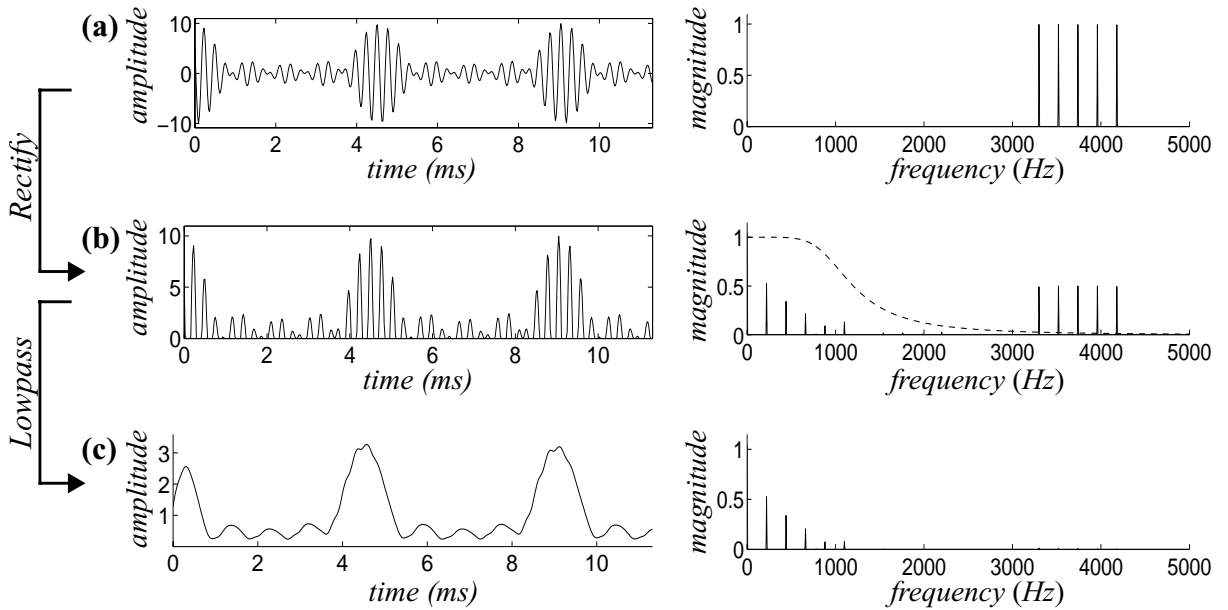 Rectify
Lowpass
(a)
amplitude
10
0
−10
0 2 4 6 8 10
time (ms)
magnitude
1
0.5
0
0 1000 2000 3000 4000 5000
frequency (Hz)
(b)
amplitude
10
5
0
0 2 4 6 8 10
time (ms)
magnitude
1
0.5
0
0 1000 2000 3000 4000 5000
frequency (Hz)
(c)
amplitude
3
2
1
0 2 4 6 8 10
time (ms)
magnitude
1
0.5
0
0 1000 2000 3000 4000 5000
frequency (Hz)